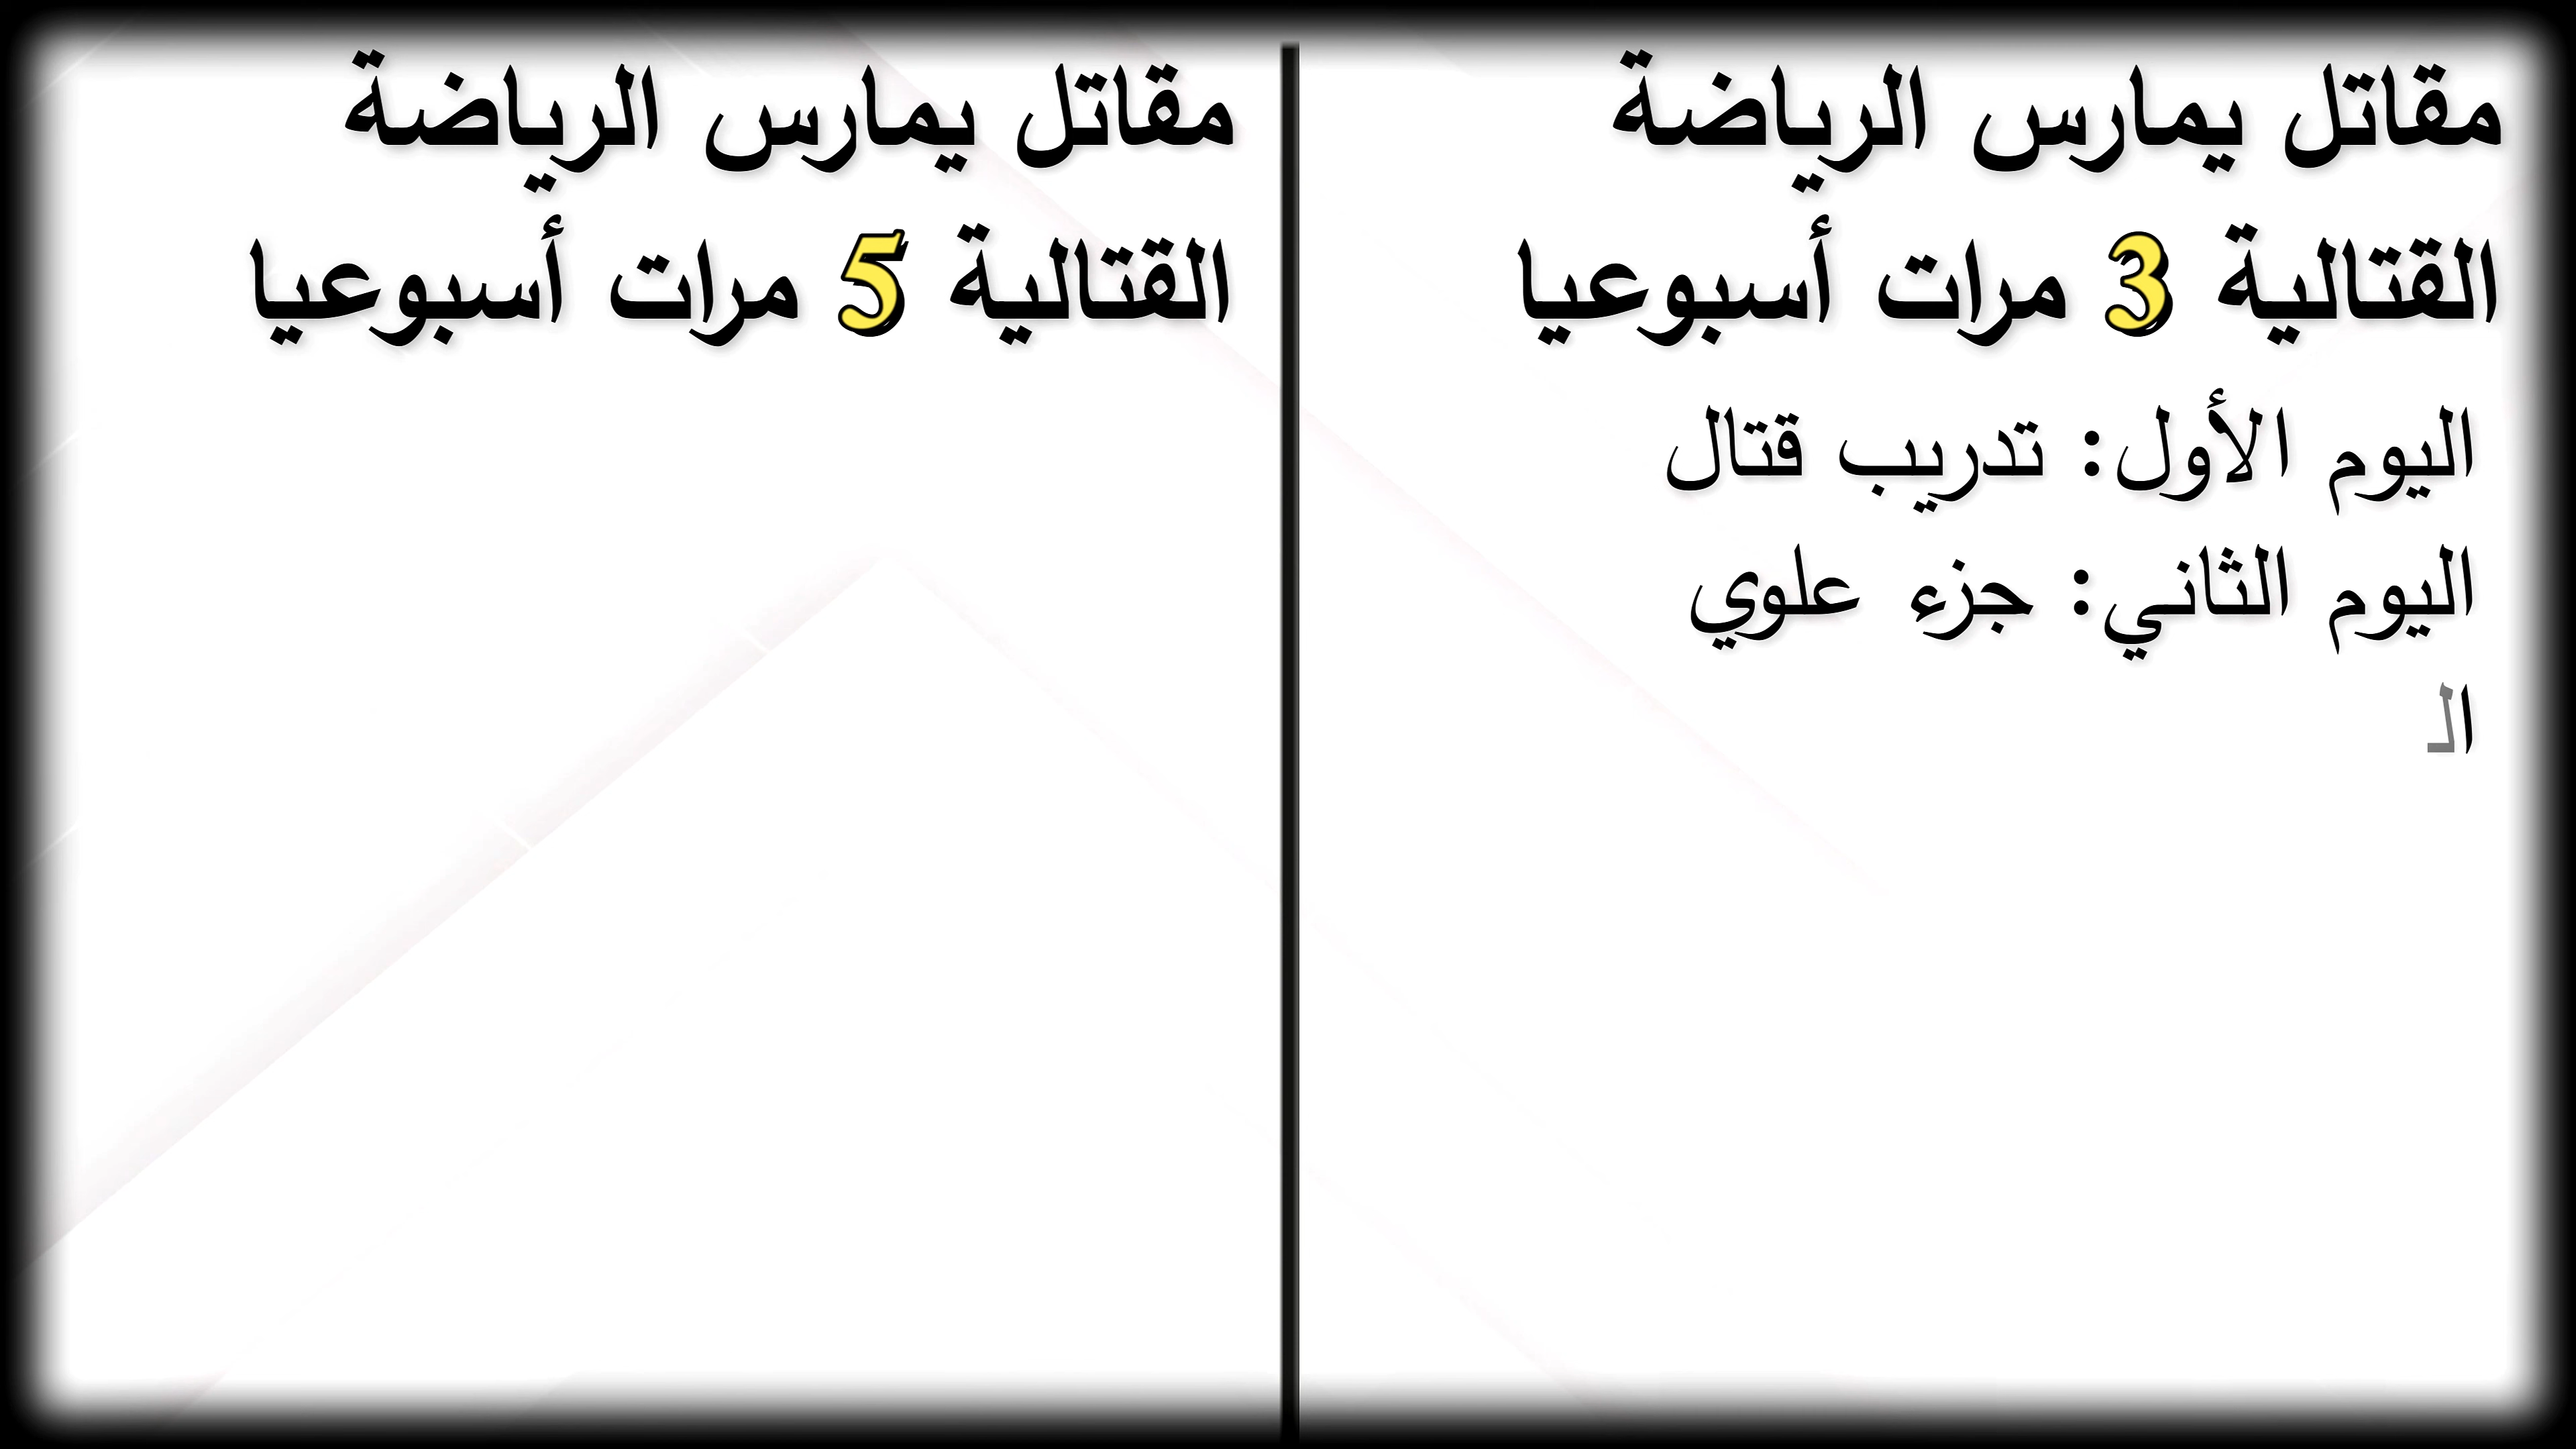 مقاتل يمارس الرياضة
القتالية 3 مرات أسبوعيا
اليوم الأول: تدريب قتال
اليوم الثاني: جزء علوي
الـ
مقاتل يمارس الرياضة
القتالية 5 مرات أسبوعيا